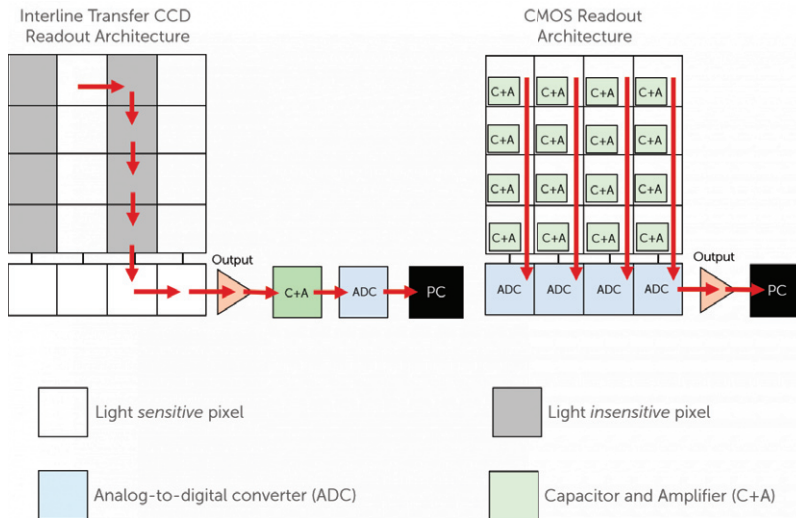 Interline Transfer CCD
Readout Architecture
CMOS Readout
Architecture
C+A C+A C+A C+A
C+A C+A C+A C+A
C+A C+A C+A C+A
C+A C+A C+A C+A
Output
C+A
ADC
PC
ADC ADC ADC ADC
Output
PC
Light sensitive pixel
Light insensitive pixel
Analog-to-digital converter (ADC)
Capacitor and Amplifier (C+A)